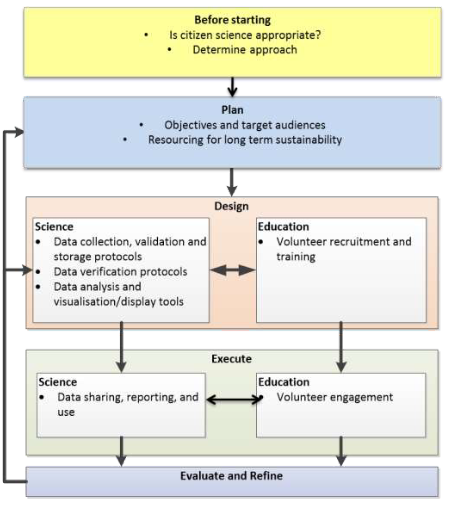 Before starting
• Is citizen science appropriate?
• Determine approach
Plan
• Objectives and target audiences
• Resourcing for long term sustainability
Design
Science
• Data collection, validation and
storage protocols
• Data verification protocols
• Data analysis and
visualisation/display tools
Education
• Volunteer recruitment and
training
Execute
Science
• Data sharing, reporting, and
use
Education
• Volunteer engagement
Evaluate and Refine